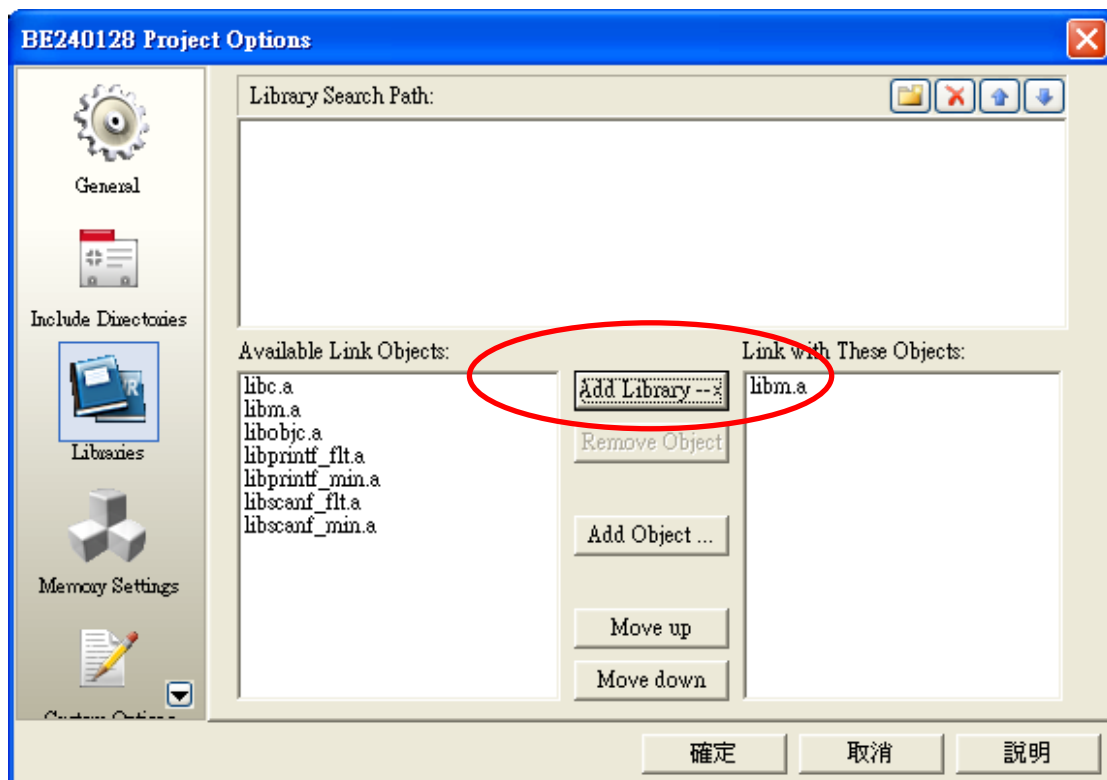 BE240128 Project Options
General
Include Directories
Libraries
Memory Settings
Custom Options
Library Search Path:
Available Link Objects:
libc.a
libm.a
libobjc.a
libprintf_flt.a
libprintf_min.a
libscanf_flt.a
libscanf_min.a
Add Library -->
Remove Object
Add Object ...
Move up
Move down
Link with These Objects:
libm.a
確定
取消
說明